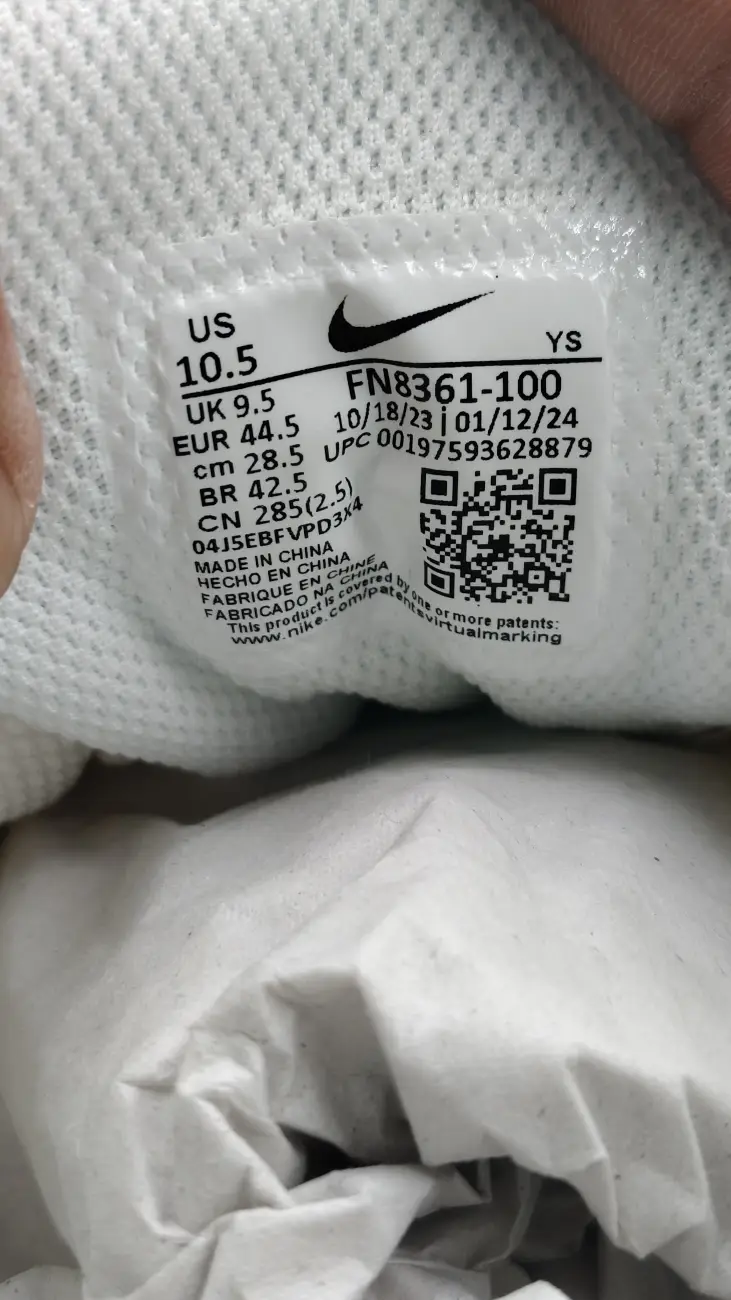 US
10.5
YS
UK 9.5
EUR 44.5
cm 28.5
BR 42.5
CN 285(2.5)
04J5EBFVPD3X4
FN8361-100
10/18/23 | 01/12/24
UPC 00197593628879
MADE IN CHINA
HECHO EN CHINA
FABRIQUE EN CHINE
FABRICADO NA CHINA
This product is covered by one or more patents:
www.nike.com/patentsvirtualmarking